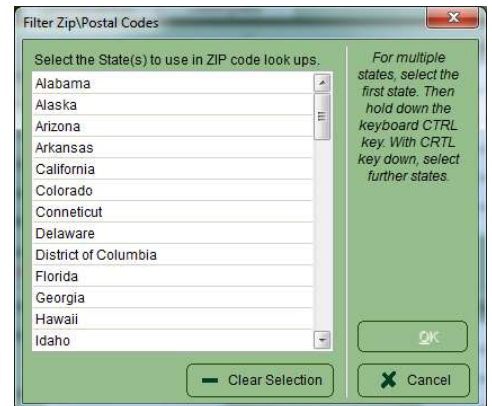 Filter Zip\Postal Codes
Select the State(s) to use in ZIP code look ups.
Alabama
Alaska
Arizona
Arkansas
California
Colorado
Conneticut
Delaware
District of Columbia
Florida
Georgia
Hawaii
Idaho
Clear Selection
For multiple
states, select the
first state. Then
hold down the
keyboard CTRL
key. With CRTL
key down, select
further states.
OK
Cancel